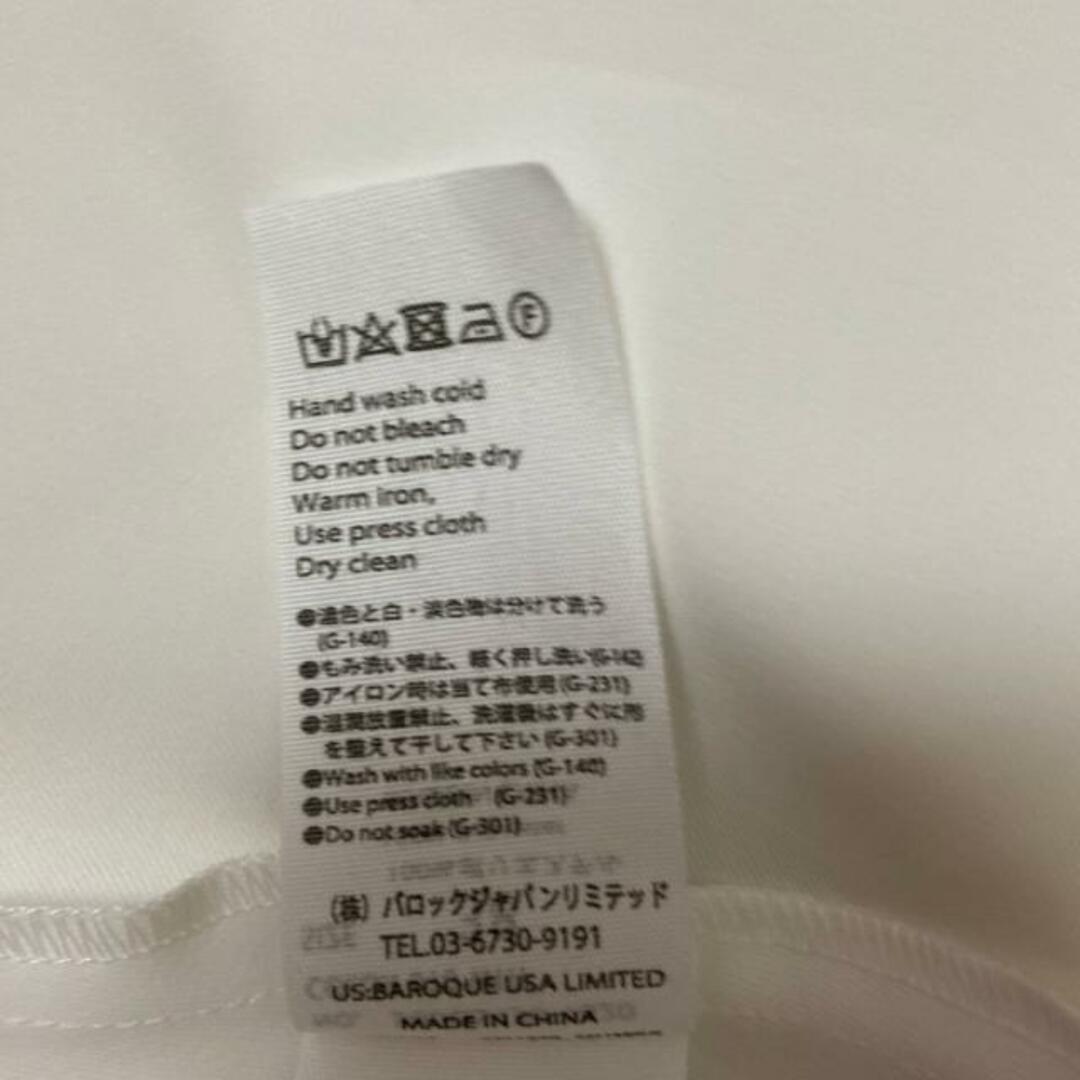 F
Hand wash cold
Do not bleach
Do not tumble dry
Warm iron,
Use press cloth
Dry clean
●濃色と白・淡色物は分けて洗う
(G-140)
●もみ洗い禁止、軽く押し洗い(G-142)
●アイロン時は当て布使用(G-231)
●湿潤放置禁止、洗濯後はすぐに形
を整えて干して下さい(G-301)
●Wash with like colors (G-140)
●Use press cloth (G-231)
●Do not soak (G-301)
(株) バロックジャパンリミテッド
TEL.03-6730-9191
US:BAROQUE USA LIMITED
MADE IN CHINA